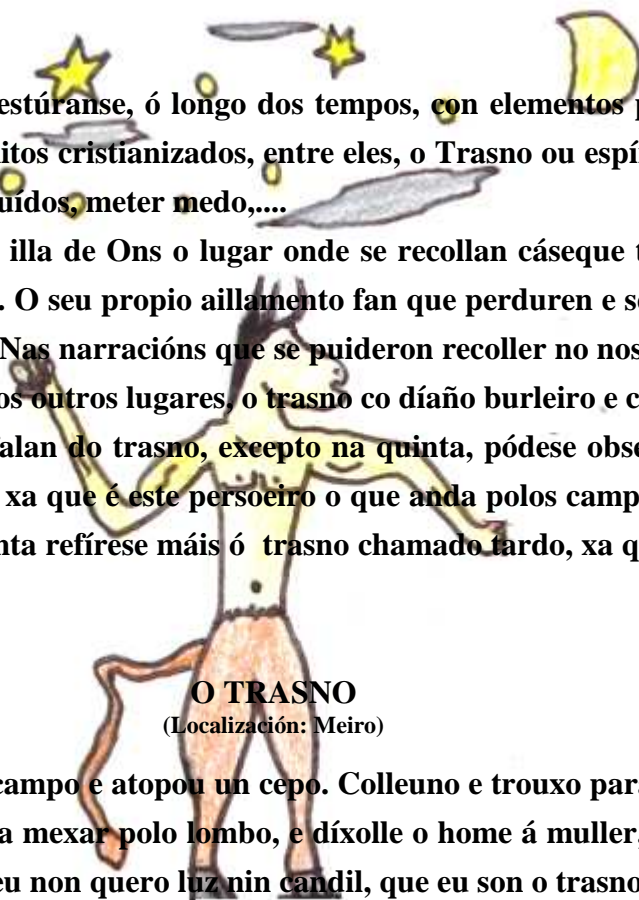 estúranse, ó longo dos tempos, con elementos p
itos cristianizados, entre eles, o Trasno ou espí
uídos, meter medo,....
illa de Ons o lugar onde se recollan cáseque t
. O seu propio aillamento fan que perduren e se
Nas narracións que se puideron recoller no nos
os outros lugares, o trasno co díaño burleiro e c
alan do trasno, excepto na quinta, pódese obse
xa que é este persoeiro o que anda polos camp
nta refírese máis ó trasno chamado tardo, xa q
O TRASNO
(Localización: Meiro)
campo e atopou un cepo. Colleuno e trouxo par
a mexar polo lombo, e díxolle o home á muller,
eu non quero luz nin candil, que eu son o trasno